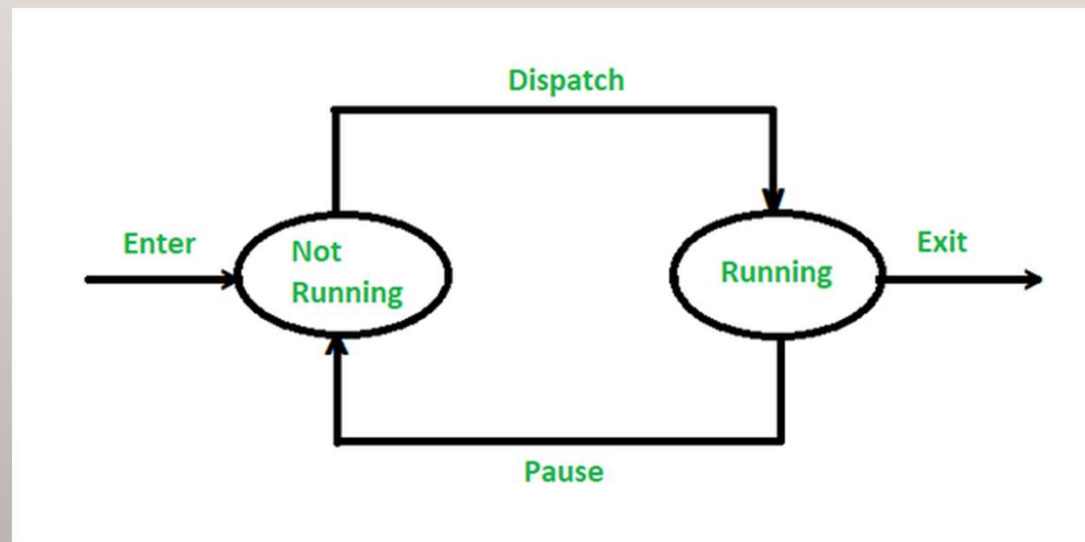 Dispatch
Enter
Not
Running
Running
Exit
Pause